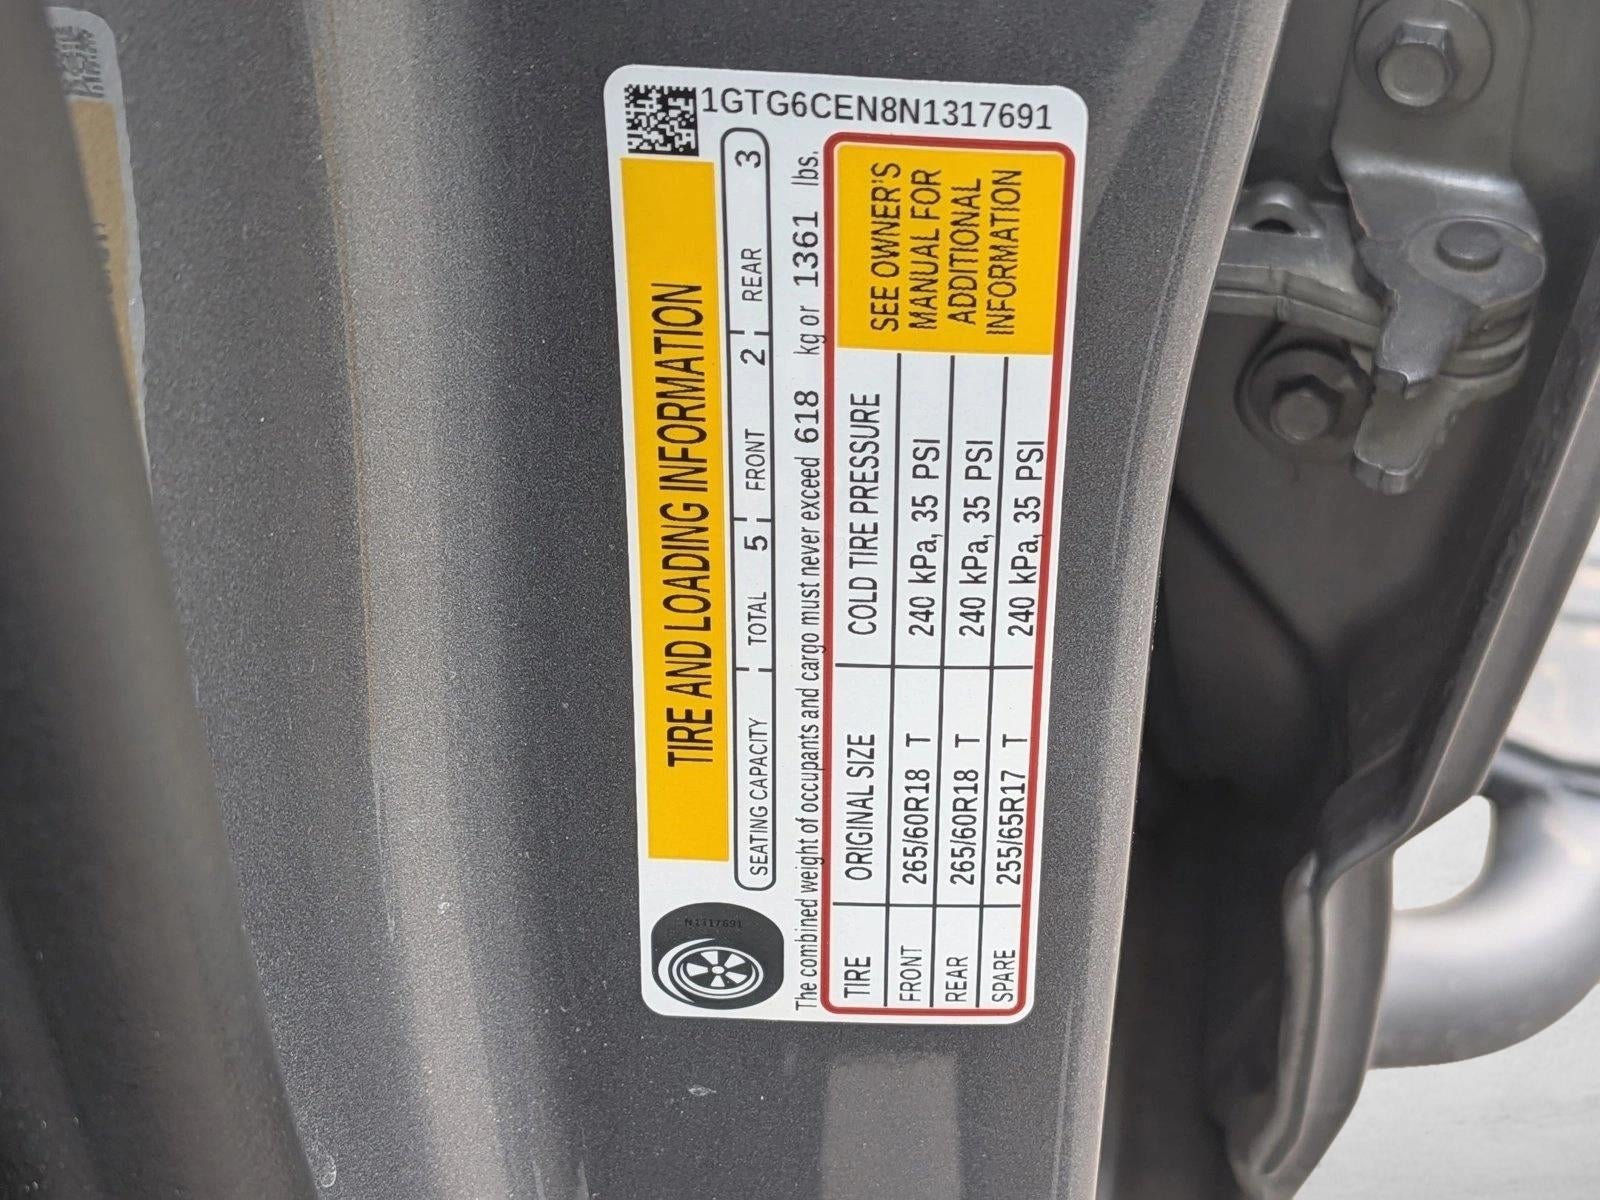 1GTG6CEN8N1317691
TIRE AND LOADING INFORMATION
SEATING CAPACITY TOTAL 5 FRONT 2 REAR 3
The combined weight of occupants and cargo must never exceed 618 kg or 1361 lbs.
TIRE ORIGINAL SIZE COLD TIRE PRESSURE
FRONT 265/60R18 T 240 kPa, 35 PSI
REAR 265/60R18 T 240 kPa, 35 PSI
SPARE 255/65R17 T 240 kPa, 35 PSI
SEE OWNER'S
MANUAL FOR
ADDITIONAL
INFORMATION
N1317691